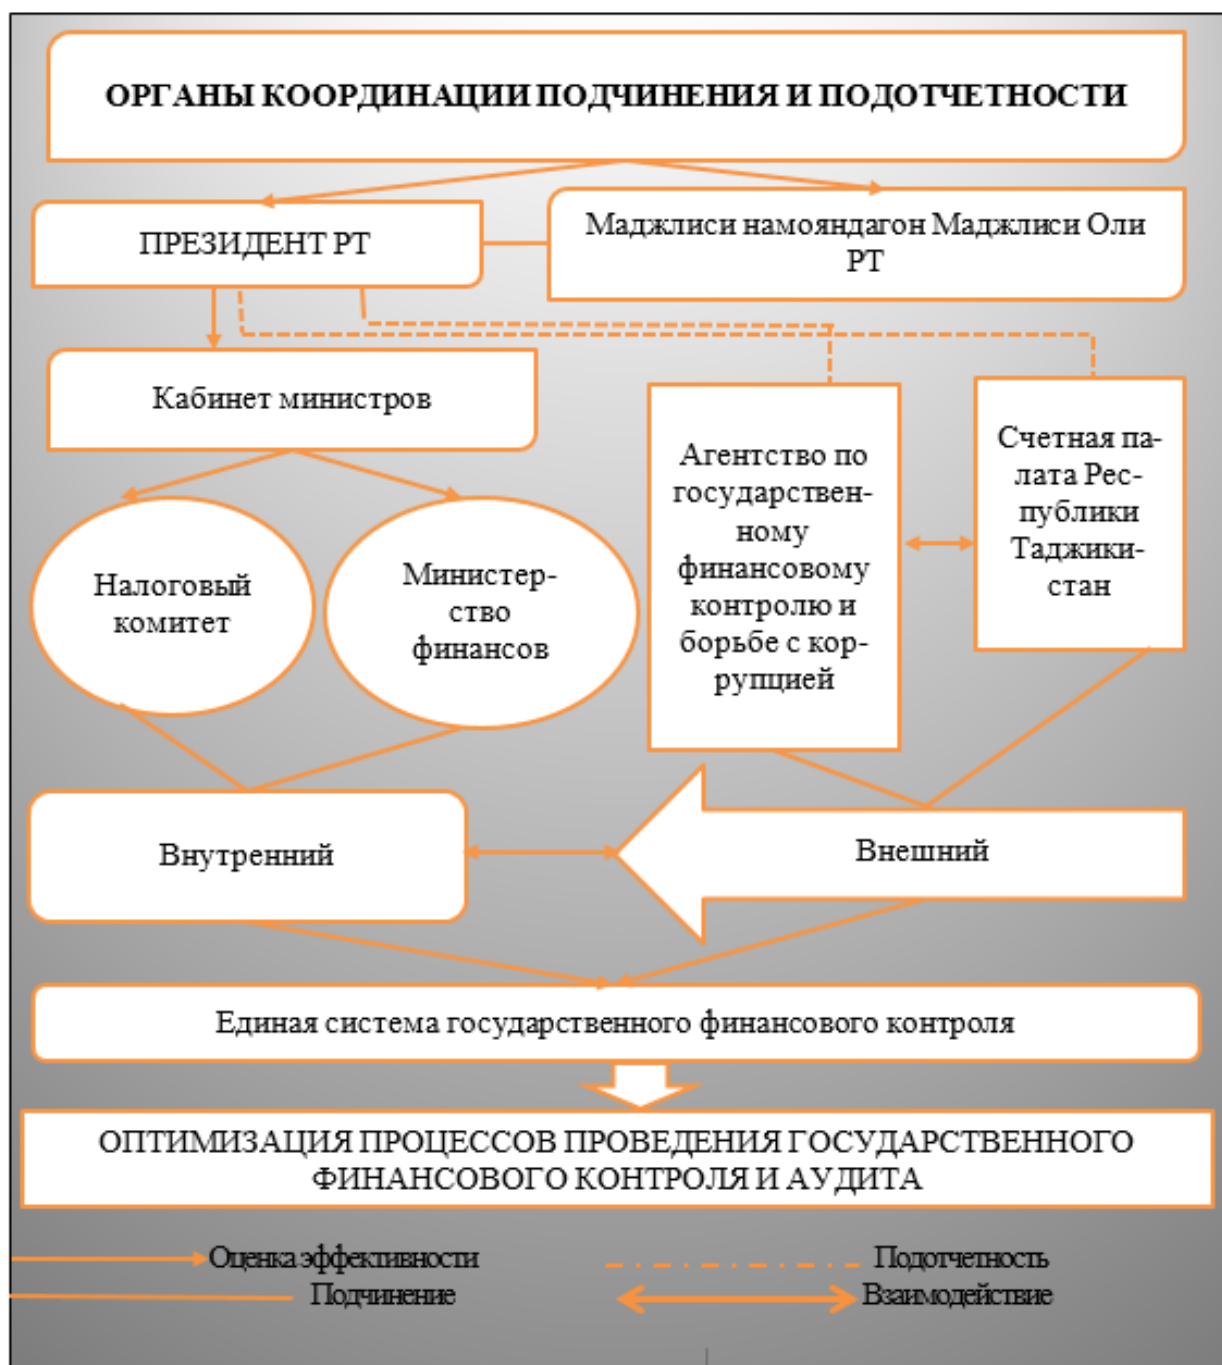 ОРГАНЫ КООРДИНАЦИИ ПОДЧИНЕНИЯ И ПОДОТЧЕТНОСТИ
ПРЕЗИДЕНТ РТ
Маджлиси намояндагон Маджлиси Оли
РТ
Кабинет министров
Налоговый
комитет
Министер-
ство
финансов
Агентство по
государствен-
ному
финансовому
контролю и
борьбе с кор-
рупцией
Счетная па-
лата Рес-
публики
Таджики-
стан
Внутренний
Внешний
Единая система государственного финансового контроля
ОПТИМИЗАЦИЯ ПРОЦЕССОВ ПРОВЕДЕНИЯ ГОСУДАРСТВЕННОГО
ФИНАНСОВОГО КОНТРОЛЯ И АУДИТА
Оценка эффективности
Подотчетность
Подчинение
Взаимодействие